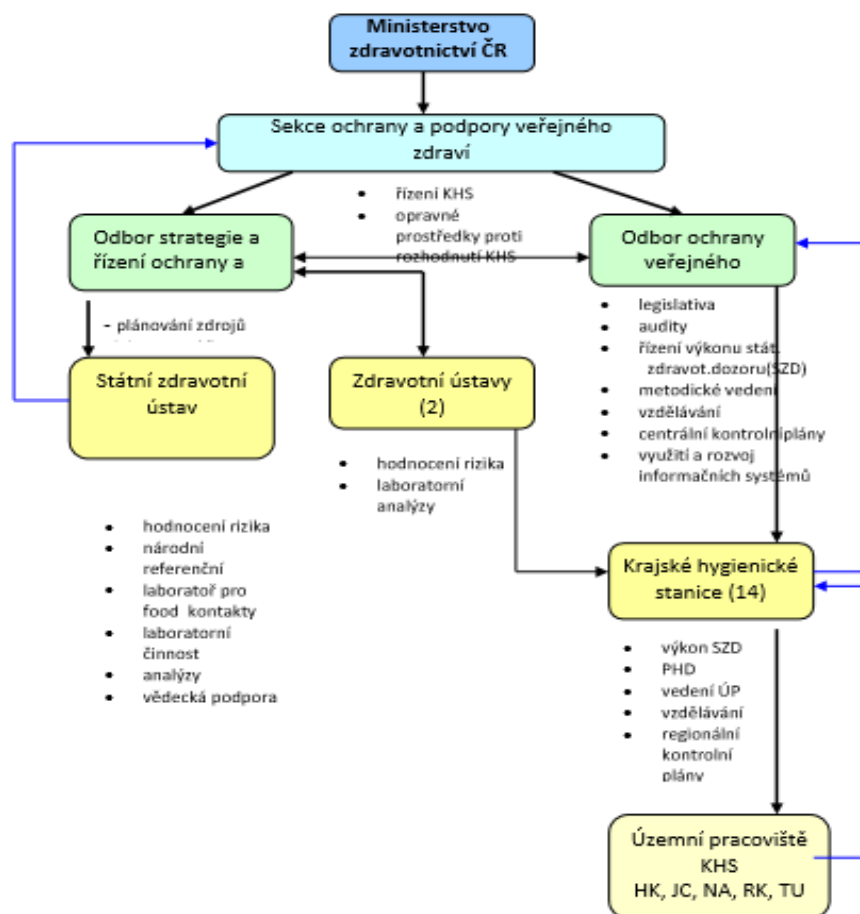 Ministerstvo
zdravotnictví ČR
Sekce ochrany a podpory veřejného
zdraví
• řízení KHS
• opravné
prostředky proti
rozhodnutí KHS
Odbor strategie a
řízení ochrany a
Odbor ochrany
veřejného
- plánování zdrojů
• legislativa
• audity
• řízení výkonu stát.
zdravot.dozoru(SZD)
• metodické vedení
• vzdělávání
• centrální kontrolníplány
• využití a rozvoj
informačních systémů
Státní zdravotní
ústav
Zdravotní ústavy
(2)
• hodnocení rizika
• laboratorní
analýzy
• hodnocení rizika
• národní
referenční
• laboratoř pro
food kontakty
• laboratorní
činnost
• analýzy
• vědecká podpora
Krajské hygienické
stanice (14)
• výkon SZD
• PHD
• vedení ÚP
• vzdělávání
• regionální
kontrolní
plány
Územní pracoviště
KHS
HK, JC, NA, RK, TU